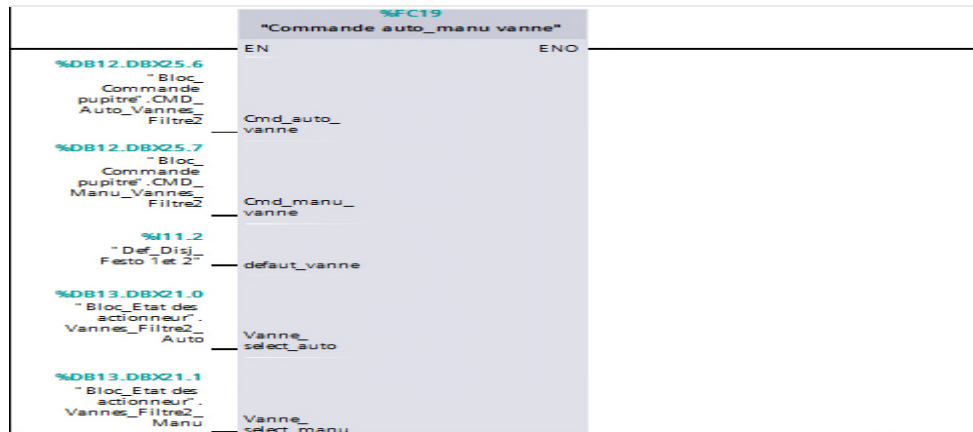 %FC19
"Commande auto_manu vanne"
EN ENO
%DB12.DBX25.6
"Bloc_
Commande
pupitre".CMD_
Auto_Vannes_
Filtre2
Cmd_auto_
vanne
%DB12.DBX25.7
"Bloc_
Commande
pupitre".CMD_
Manu_Vannes_
Filtre2
Cmd_manu_
vanne
%I11.2
"Def_Disj_
Festo 1et 2"
defaut_vanne
%DB13.DBX21.0
"Bloc_Etat des
actionneur".
Vannes_Filtre2_
Auto
Vanne_
select_auto
%DB13.DBX21.1
"Bloc_Etat des
actionneur".
Vannes_Filtre2_
Manu
Vanne_
select_manu